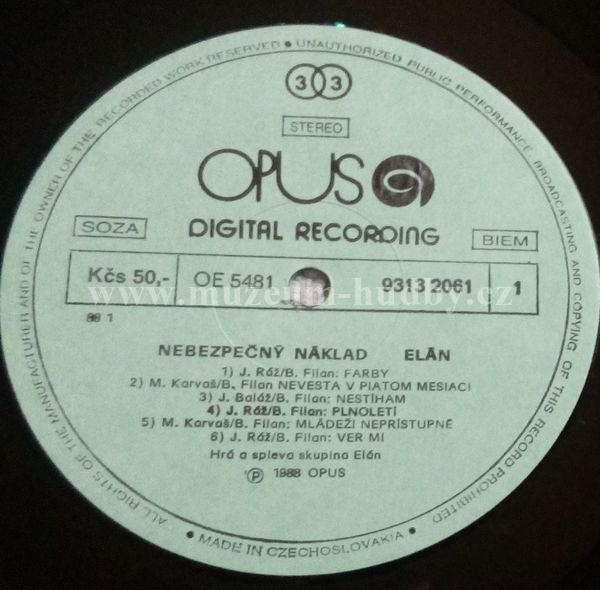 ALL RIGHTS OF THE MANUFACTURER AND OF THE OWNER OF THE RECORDED WORK RESERVED • UNAUTHORIZED PUBLIC PERFORMANCE BROADCASTING AND COPYING OF THIS RECORD PROHIBITED
33
STEREO
OPUS
SOZA DIGITAL RECORDING BIEM
Kčs 50,- OE 5481 9313 2061 1
www.muzeum-hudby.cz
88 1
NEBEZPEČNÝ NÁKLAD ELÁN
1) J. Ráž/B. Filan: FARBY
2) M. Karvaš/B. Filan NEVESTA V PIATOM MESIACI
3) J. Baláž/B. Filan: NESTÍHAM
4) J. Ráž/B. Filan: PLNOLETÍ
5) M. Karvaš/B. Filan: MLÁDEŽI NEPRÍSTUPNÉ
6) J. Ráž/B. Filan: VER MI
Hrá a spieva skupina Elán
℗ 1988 OPUS
• MADE IN CZECHOSLOVAKIA •